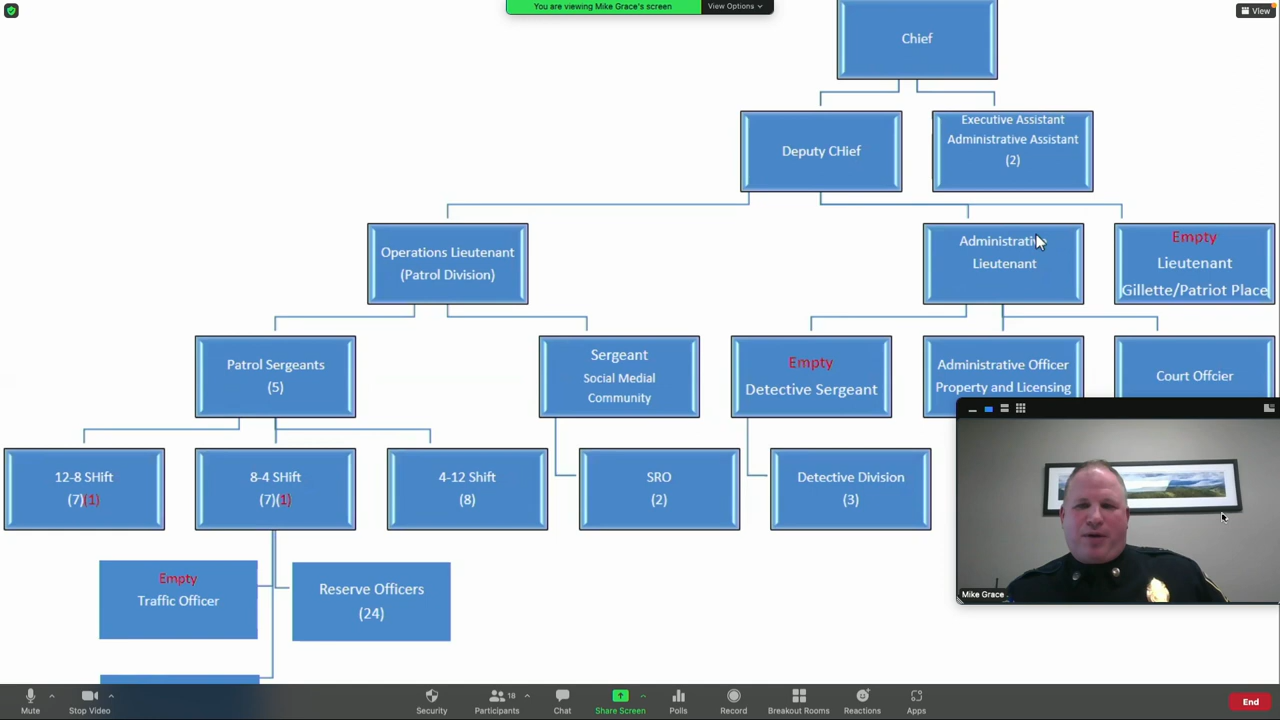 You are viewing Mike Grace's screen
View Options
View
Chief
Deputy CHief
Executive Assistant
Administrative Assistant
(2)
Operations Lieutenant
(Patrol Division)
Administrative
Lieutenant
Empty
Lieutenant
Gillette/Patriot Place
Patrol Sergeants
(5)
Sergeant
Social Medial
Community
Empty
Detective Sergeant
Administrative Officer
Property and Licensing
Court Offcier
12-8 SHift
(7)(1)
8-4 SHift
(7)(1)
4-12 Shift
(8)
SRO
(2)
Detective Division
(3)
Empty
Traffic Officer
Reserve Officers
(24)
Mike Grace
Mute
Stop Video
Security
18
Participants
Chat
Share Screen
Polls
Record
Breakout Rooms
Reactions
Apps
End